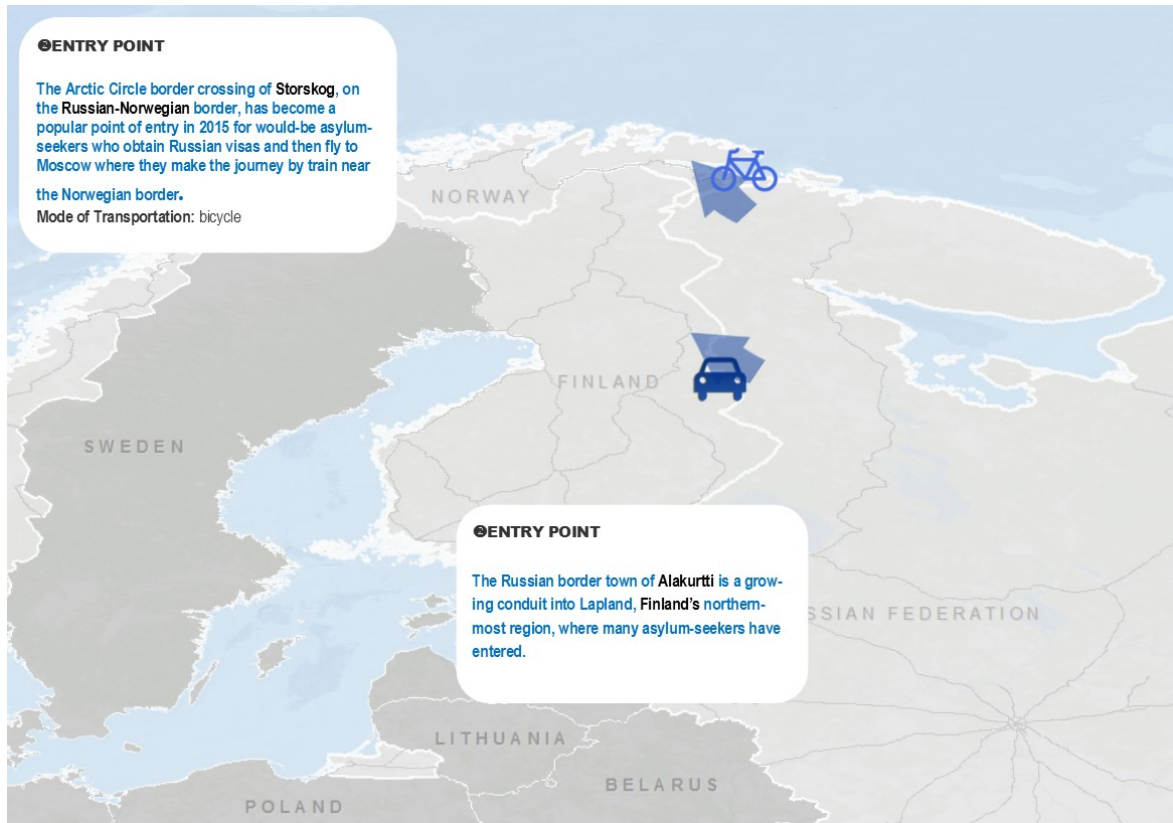 ❷ENTRY POINT
The Arctic Circle border crossing of Storskog, on
the Russian-Norwegian border, has become a
popular point of entry in 2015 for would-be asylum-
seekers who obtain Russian visas and then fly to
Moscow where they make the journey by train near
the Norwegian border.
Mode of Transportation: bicycle
NORWAY
FINLAND
SWEDEN
❷ENTRY POINT
The Russian border town of Alakurtti is a grow-
ing conduit into Lapland, Finland's northern-
most region, where many asylum-seekers have
entered.
SSIAN FEDERATION
LITHUANIA
BELARUS
POLAND